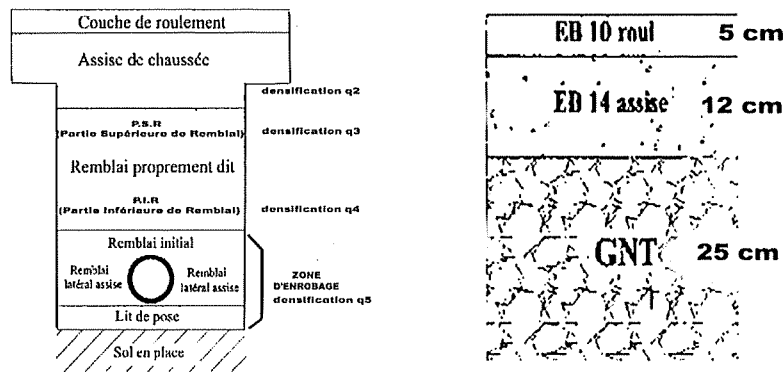 Couche de roulement
Assise de chaussée
densification q2
P.S.R
(Partie Supérieure de Remblai)
densification q3
Remblai proprement dit
P.I.R
(Partie Inférieure de Remblai)
densification q4
Remblai initial
Remblai
latéral assise
Remblai
latéral assise
ZONE
D'ENROBAGE
densification q5
Lit de pose
Sol en place
EB 10 roul
5 cm
EB 14 assise
12 cm
GNT
25 cm